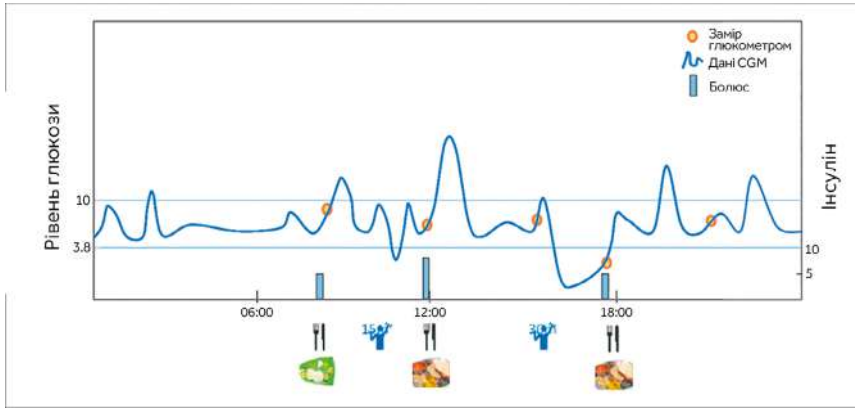 Замір
глюкометром
Дані CGM
Болюс
Рівень глюкози
Інсулін
10
3.8
10
5
06:00
12:00
18:00